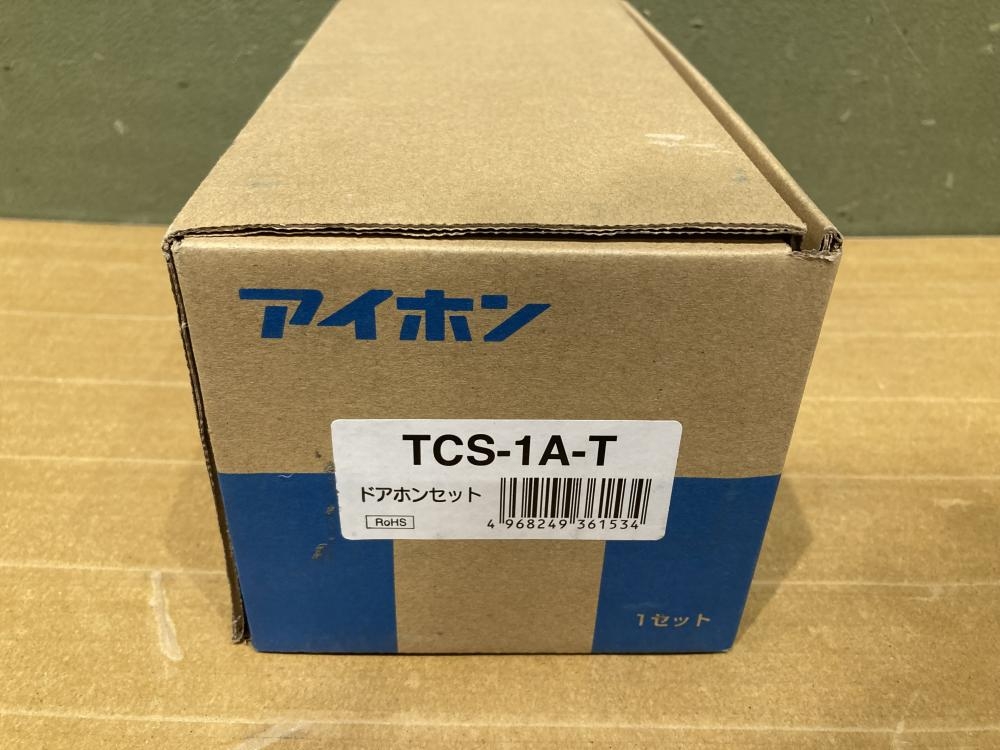 アイホン
TCS-1A-T
ドアホンセット
RoHS
4 968249 361534
1セット